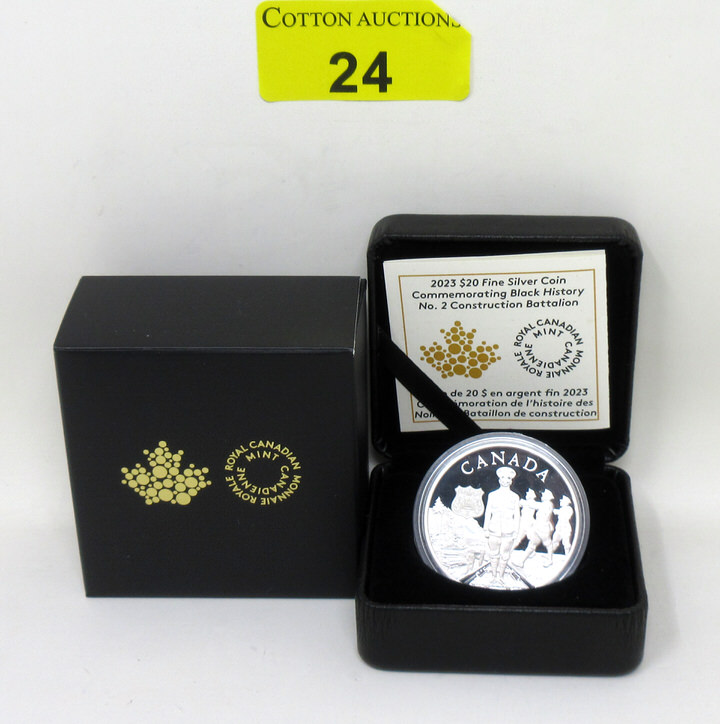 COTTON AUCTIONS
24
2023 $20 Fine Silver Coin
Commemorating Black History
No. 2 Construction Battalion
ROYAL CANADIAN MINT
MONNAIE ROYALE CANADIENNE
de 20 $ en argent fin 2023
de l'histoire des
Bataillon de construction
ROYAL CANADIAN MINT
MONNAIE ROYALE CANADIENNE
CANADA